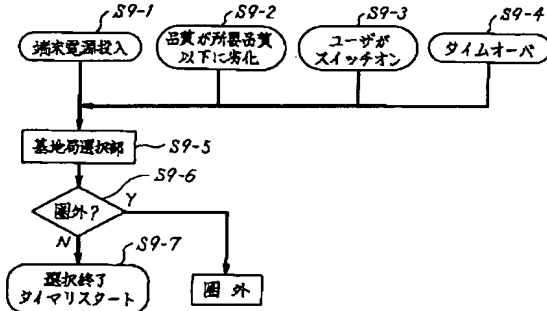 S9-1
S9-2
S9-3
S9-4
端末電源投入
品質が所要品質
以下に劣化
ユーザが
スイッチオン
タイムオーバ
基地局選択部
S9-5
S9-6
圏外?
Y
N
S9-7
選択終了
タイマリスタート
圏外